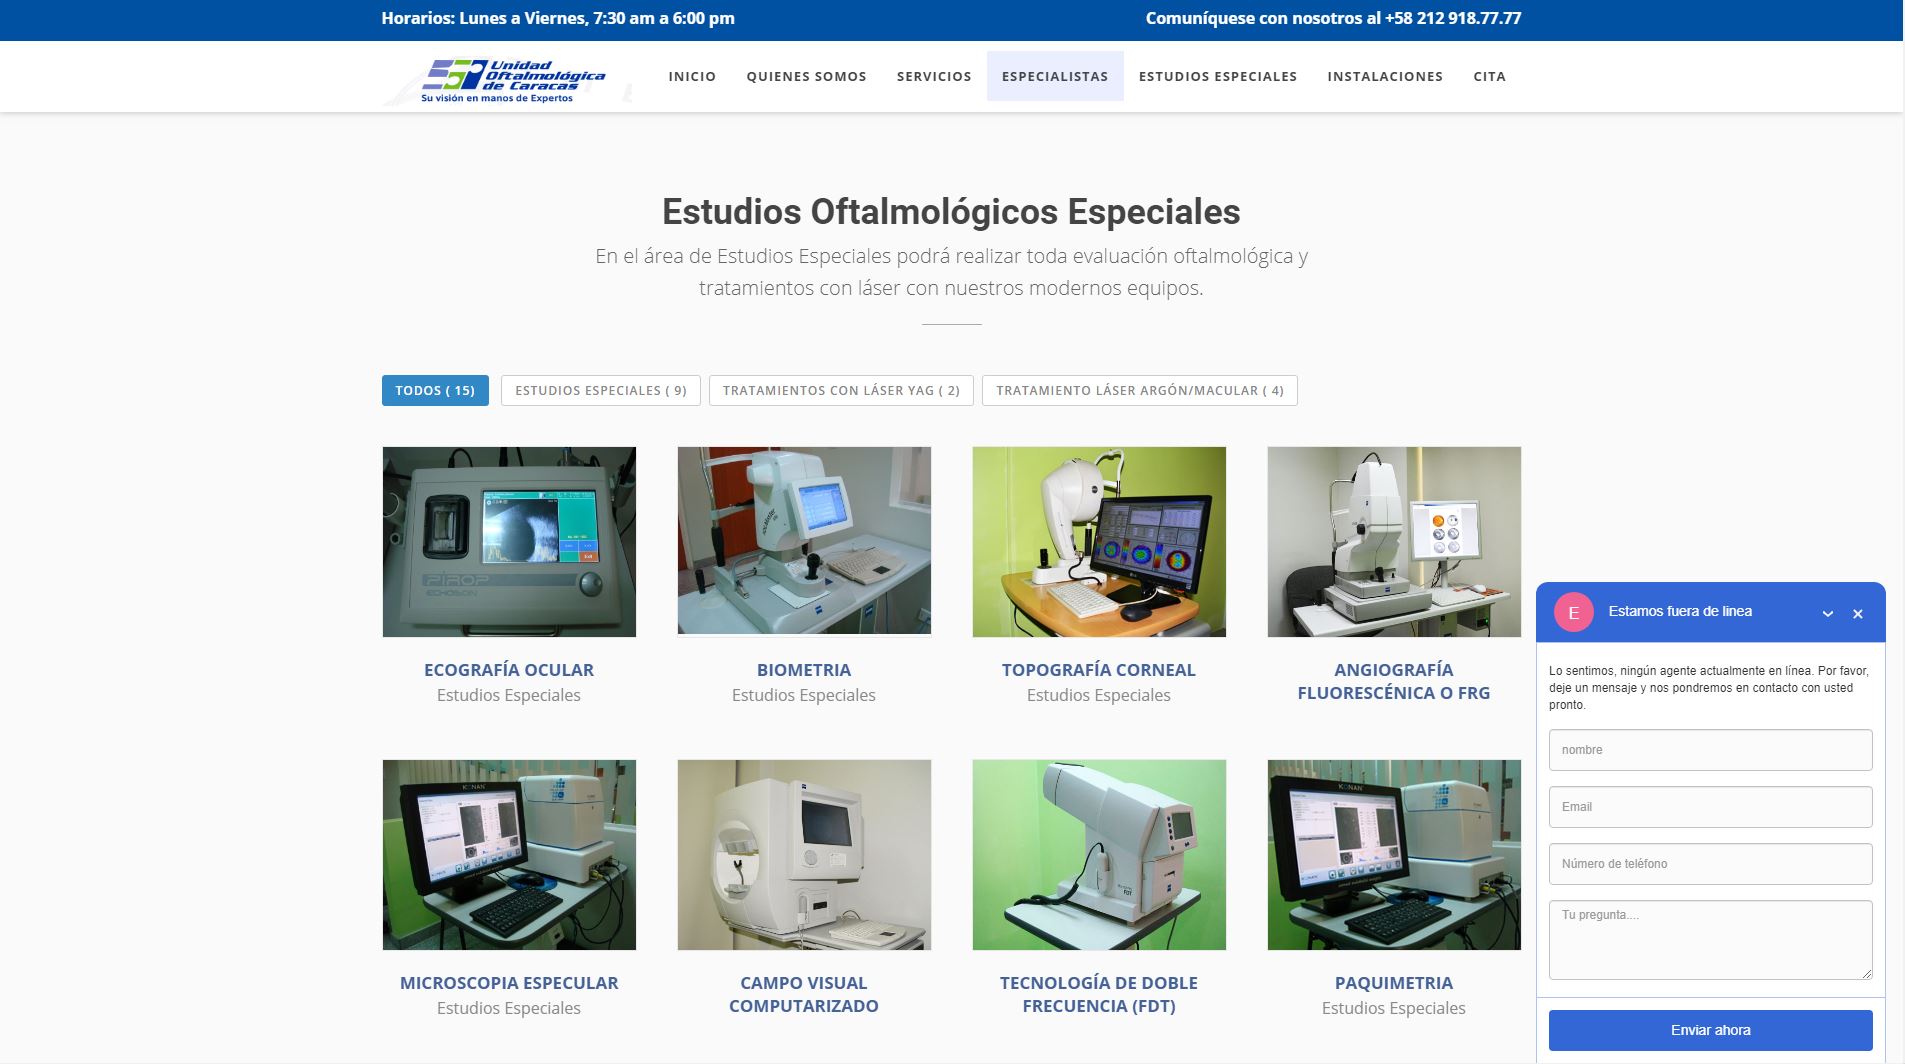 Horarios: Lunes a Viernes, 7:30 am a 6:00 pm
Comuníquese con nosotros al +58 212 918.77.77
Unidad
Oftalmológica
de Caracas
Su visión en manos de Expertos
INICIO
QUIENES SOMOS
SERVICIOS
ESPECIALISTAS
ESTUDIOS ESPECIALES
INSTALACIONES
CITA
Estudios Oftalmológicos Especiales
En el área de Estudios Especiales podrá realizar toda evaluación oftalmológica y
tratamientos con láser con nuestros modernos equipos.
TODOS ( 15)
ESTUDIOS ESPECIALES ( 9)
TRATAMIENTOS CON LÁSER YAG ( 2)
TRATAMIENTO LÁSER ARGÓN/MACULAR ( 4)
PIROP
ECHOSON
ECOGRAFÍA OCULAR
Estudios Especiales
BIOMETRIA
Estudios Especiales
TOPOGRAFÍA CORNEAL
Estudios Especiales
ANGIOGRAFÍA
FLUORESCÉNICA O FRG
KONAN
MICROSCOPIA ESPECULAR
Estudios Especiales
CAMPO VISUAL
COMPUTARIZADO
FDT
TECNOLOGÍA DE DOBLE
FRECUENCIA (FDT)
KONAN
PAQUIMETRIA
Estudios Especiales
E
Estamos fuera de linea
Lo sentimos, ningún agente actualmente en línea. Por favor,
deje un mensaje y nos pondremos en contacto con usted
pronto.
nombre
Email
Número de teléfono
Tu pregunta....
Enviar ahora